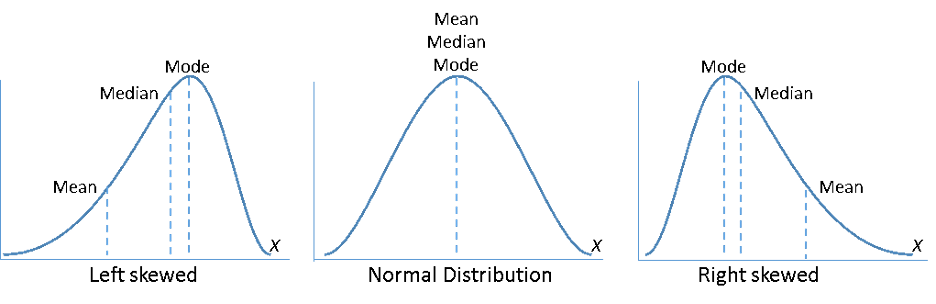 Mode
Median
Mean
X
Left skewed
Mean
Median
Mode
X
Normal Distribution
Mode
Median
Mean
X
Right skewed